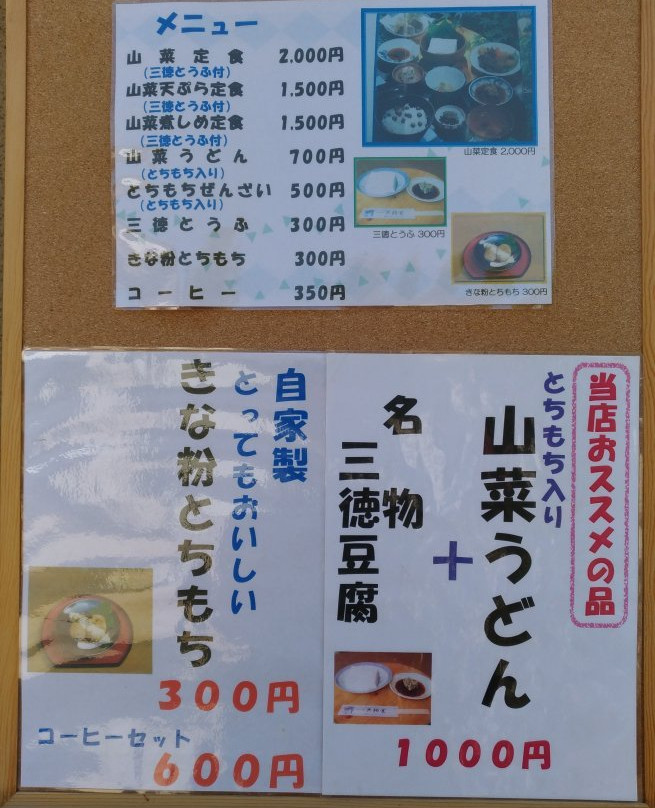 メニュー
山菜定食 2,000円
(三徳とうふ付)
山菜天ぷら定食 1,500円
(三徳とうふ付)
山菜煮しめ定食 1,500円
(三徳とうふ付)
山菜うどん 700円
(とちもち入り)
とちもちぜんざい 500円
(とちもち入り)
三徳とうふ 300円
きな粉とちもち 300円
コーヒー 350円
山菜定食 2,000円
三徳とうふ 300円
きな粉とちもち 300円
当店おススメの品
とちもち入り
山菜うどん
+
名物
三徳豆腐
1000円
自家製
とってもおいしい
きな粉とちもち
300円
コーヒーセット
600円